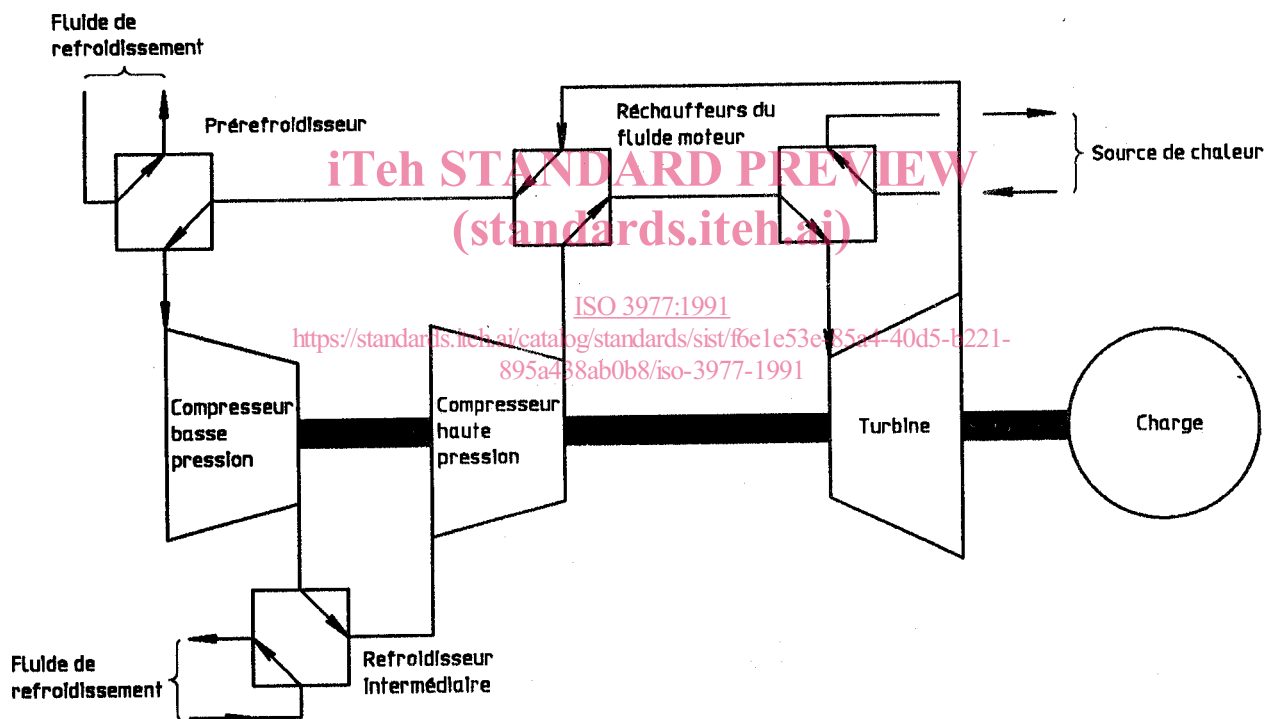 Fluide de
refroidissement
Prérefroidisseur
Réchauffeurs du
fluide moteur
Source de chaleur
iTeh STANDARD PREVIEW
(standards.iteh.ai)
ISO 3977:1991
https://standards.iteh.ai/catalog/standards/sist/f6e1e53e-85a4-40d5-b221-
895a438ab0b8/iso-3977-1991
Compresseur
basse
pression
Compresseur
haute
pression
Turbine
Charge
Fluide de
refroidissement
Refroidisseur
intermédiaire